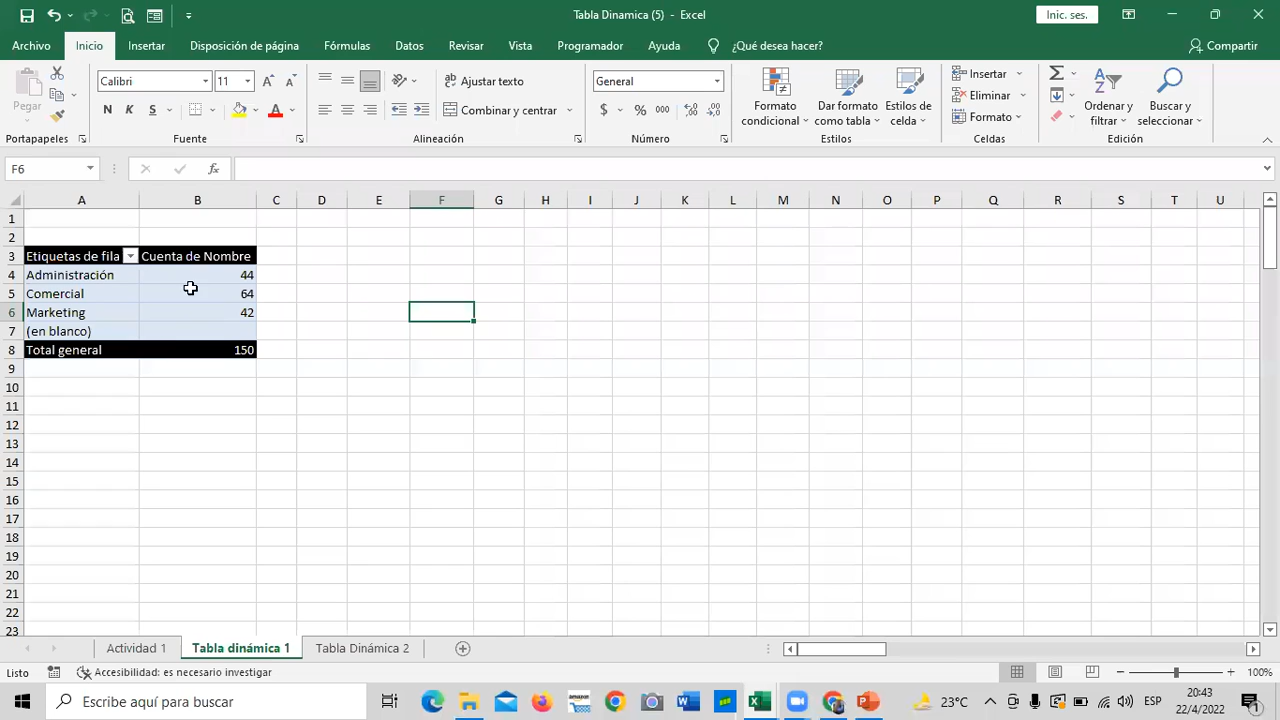 Tabla Dinamica (5) - Excel
Inic. ses.
Archivo Inicio Insertar Disposición de página Fórmulas Datos Revisar Vista Programador Ayuda ¿Qué desea hacer? Compartir
Pegar
Calibri 11
N K S
Ajustar texto
Combinar y centrar
General
$ % 000
Formato condicional
Dar formato como tabla
Estilos de celda
Insertar
Eliminar
Formato
Ordenar y filtrar
Buscar y seleccionar
Portapapeles Fuente Alineación Número Estilos Celdas Edición
F6 fx
A B C D E F G H I J K L M N O P Q R S T U
1
2
3 Etiquetas de fila Cuenta de Nombre
4 Administración 44
5 Comercial 64
6 Marketing 42
7 (en blanco)
8 Total general 150
9
10
11
12
13
14
15
16
17
18
19
20
21
22
23
Actividad 1 Tabla dinámica 1 Tabla Dinámica 2
Listo Accesibilidad: es necesario investigar 100%
Escribe aquí para buscar
23°C ESP 20:43
22/4/2022